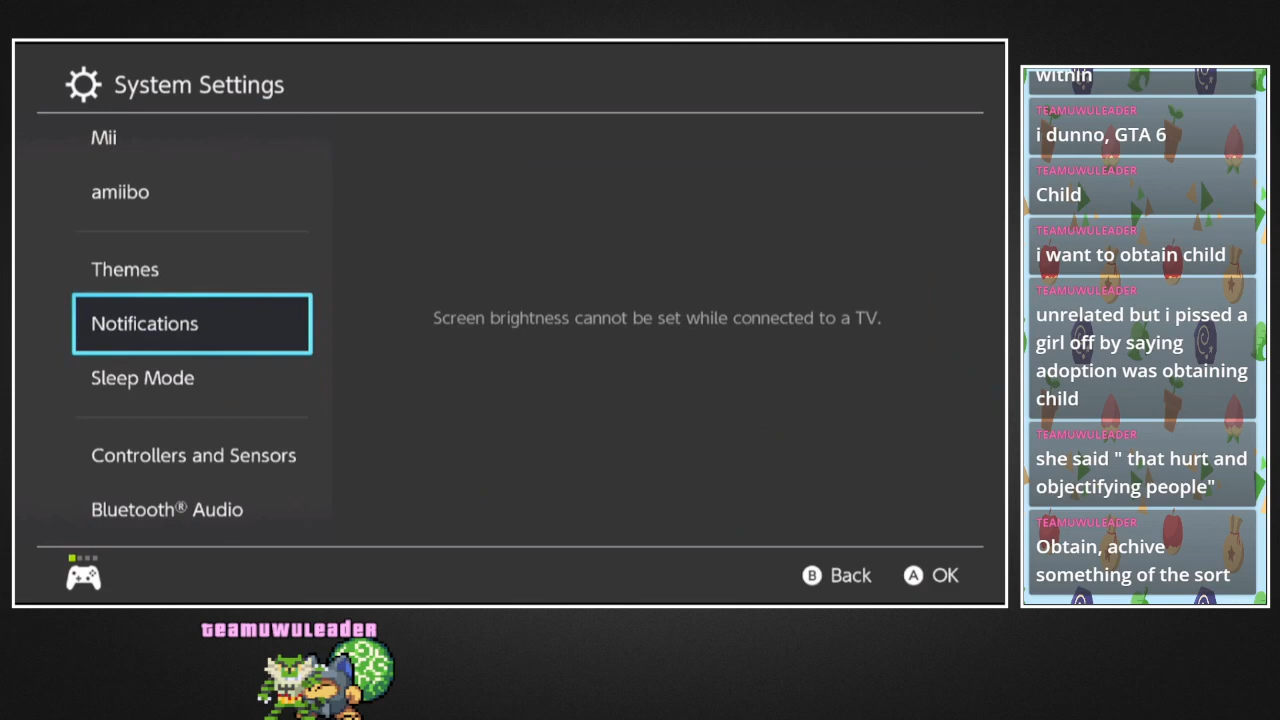 System Settings
Mii
amiibo
Themes
Notifications
Sleep Mode
Controllers and Sensors
Bluetooth® Audio
Screen brightness cannot be set while connected to a TV.
B Back
A OK
within
TEAMUWULEADER
i dunno, GTA 6
TEAMUWULEADER
Child
TEAMUWULEADER
i want to obtain child
TEAMUWULEADER
unrelated but i pissed a
girl off by saying
adoption was obtaining
child
TEAMUWULEADER
she said " that hurt and
objectifying people"
TEAMUWULEADER
Obtain, achive
something of the sort
teamuwuleader